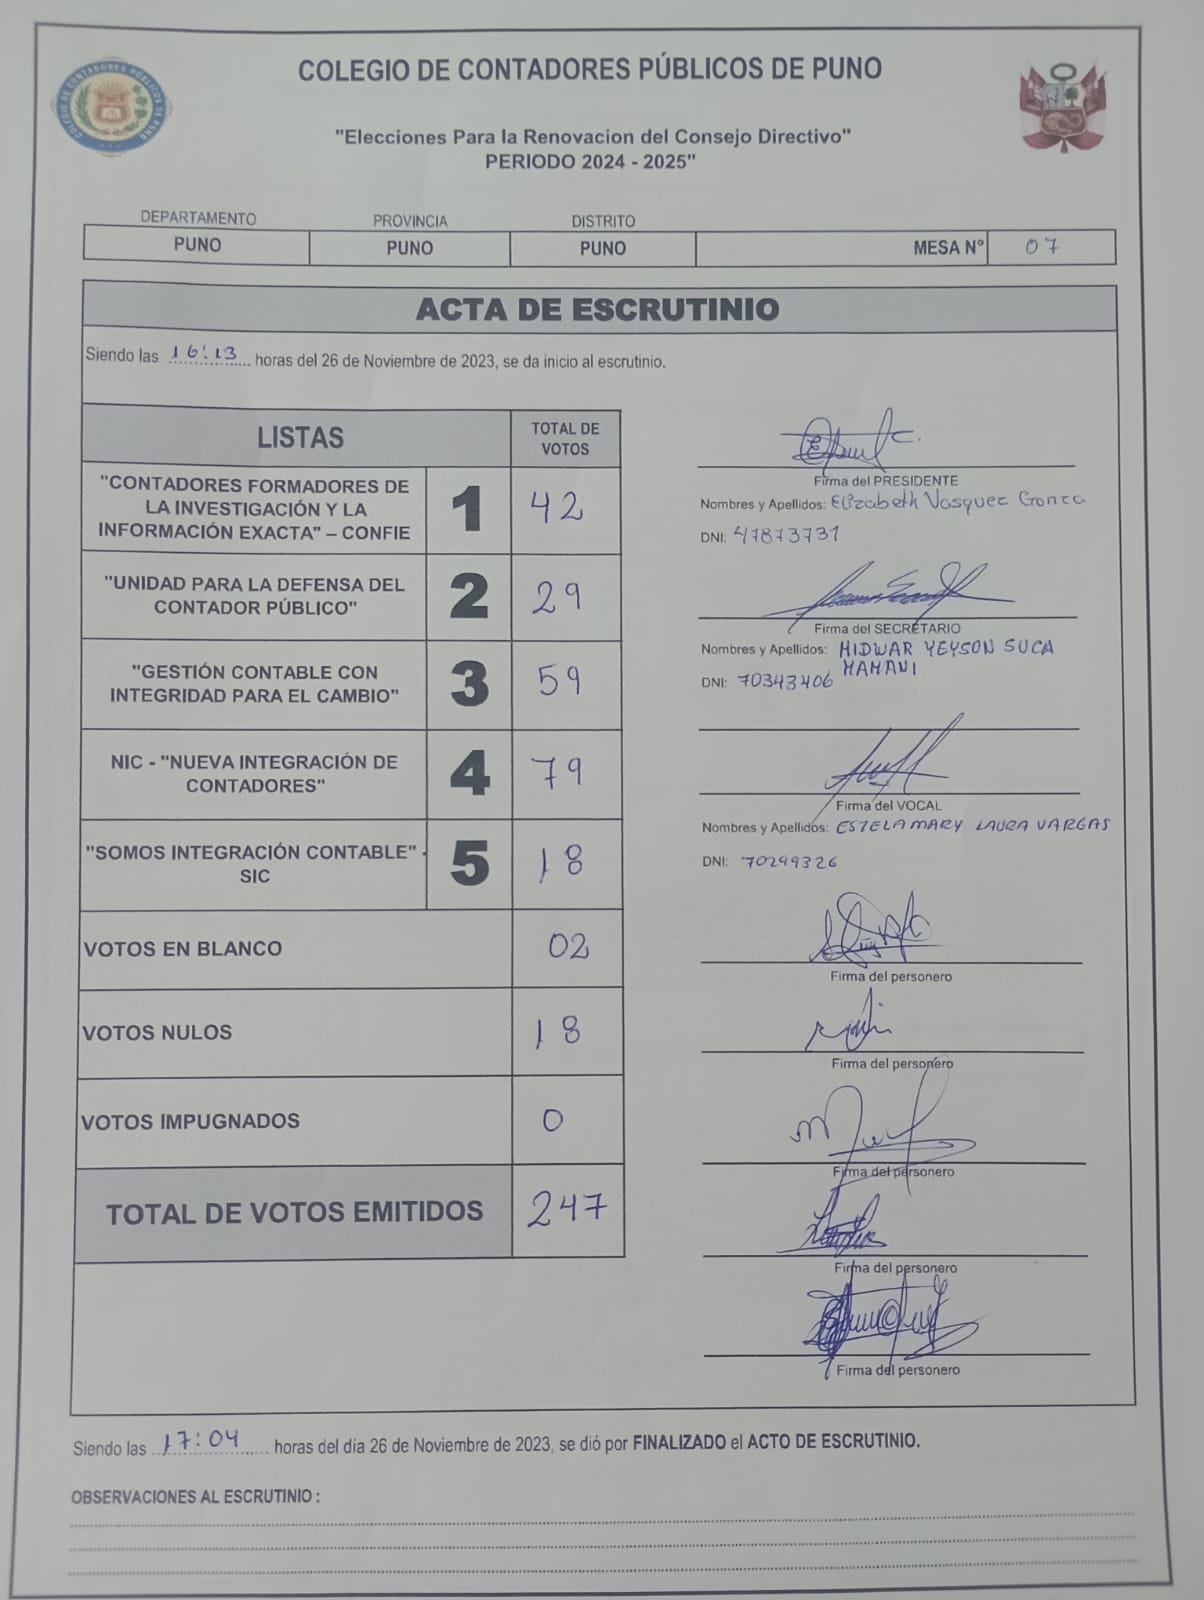 COLEGIO DE CONTADORES PÚBLICOS DE PUNO
"Elecciones Para la Renovacion del Consejo Directivo"
PERIODO 2024 - 2025"
DEPARTAMENTO PROVINCIA DISTRITO
PUNO PUNO PUNO MESA N° 07
ACTA DE ESCRUTINIO
Siendo las 16:13 horas del 26 de Noviembre de 2023, se da inicio al escrutinio.
LISTAS TOTAL DE VOTOS
"CONTADORES FORMADORES DE
LA INVESTIGACIÓN Y LA
INFORMACIÓN EXACTA" – CONFIE
1 42
"UNIDAD PARA LA DEFENSA DEL
CONTADOR PÚBLICO"
2 29
"GESTIÓN CONTABLE CON
INTEGRIDAD PARA EL CAMBIO"
3 59
NIC - "NUEVA INTEGRACIÓN DE
CONTADORES"
4 79
"SOMOS INTEGRACIÓN CONTABLE" -
SIC
5 18
VOTOS EN BLANCO 02
VOTOS NULOS 18
VOTOS IMPUGNADOS 0
TOTAL DE VOTOS EMITIDOS 247
Firma del PRESIDENTE
Nombres y Apellidos: Elizabeth Vasquez Gonza
DNI: 47873731
Firma del SECRETARIO
Nombres y Apellidos: MIDWAR YEYSON SUCA
MAMANI
DNI: 70343406
Firma del VOCAL
Nombres y Apellidos: ESTELA MARY LAURA VARGAS
DNI: 70299326
Firma del personero
Firma del personero
Firma del personero
Firma del personero
Firma del personero
Siendo las 17:04 horas del día 26 de Noviembre de 2023, se dió por FINALIZADO el ACTO DE ESCRUTINIO.
OBSERVACIONES AL ESCRUTINIO :